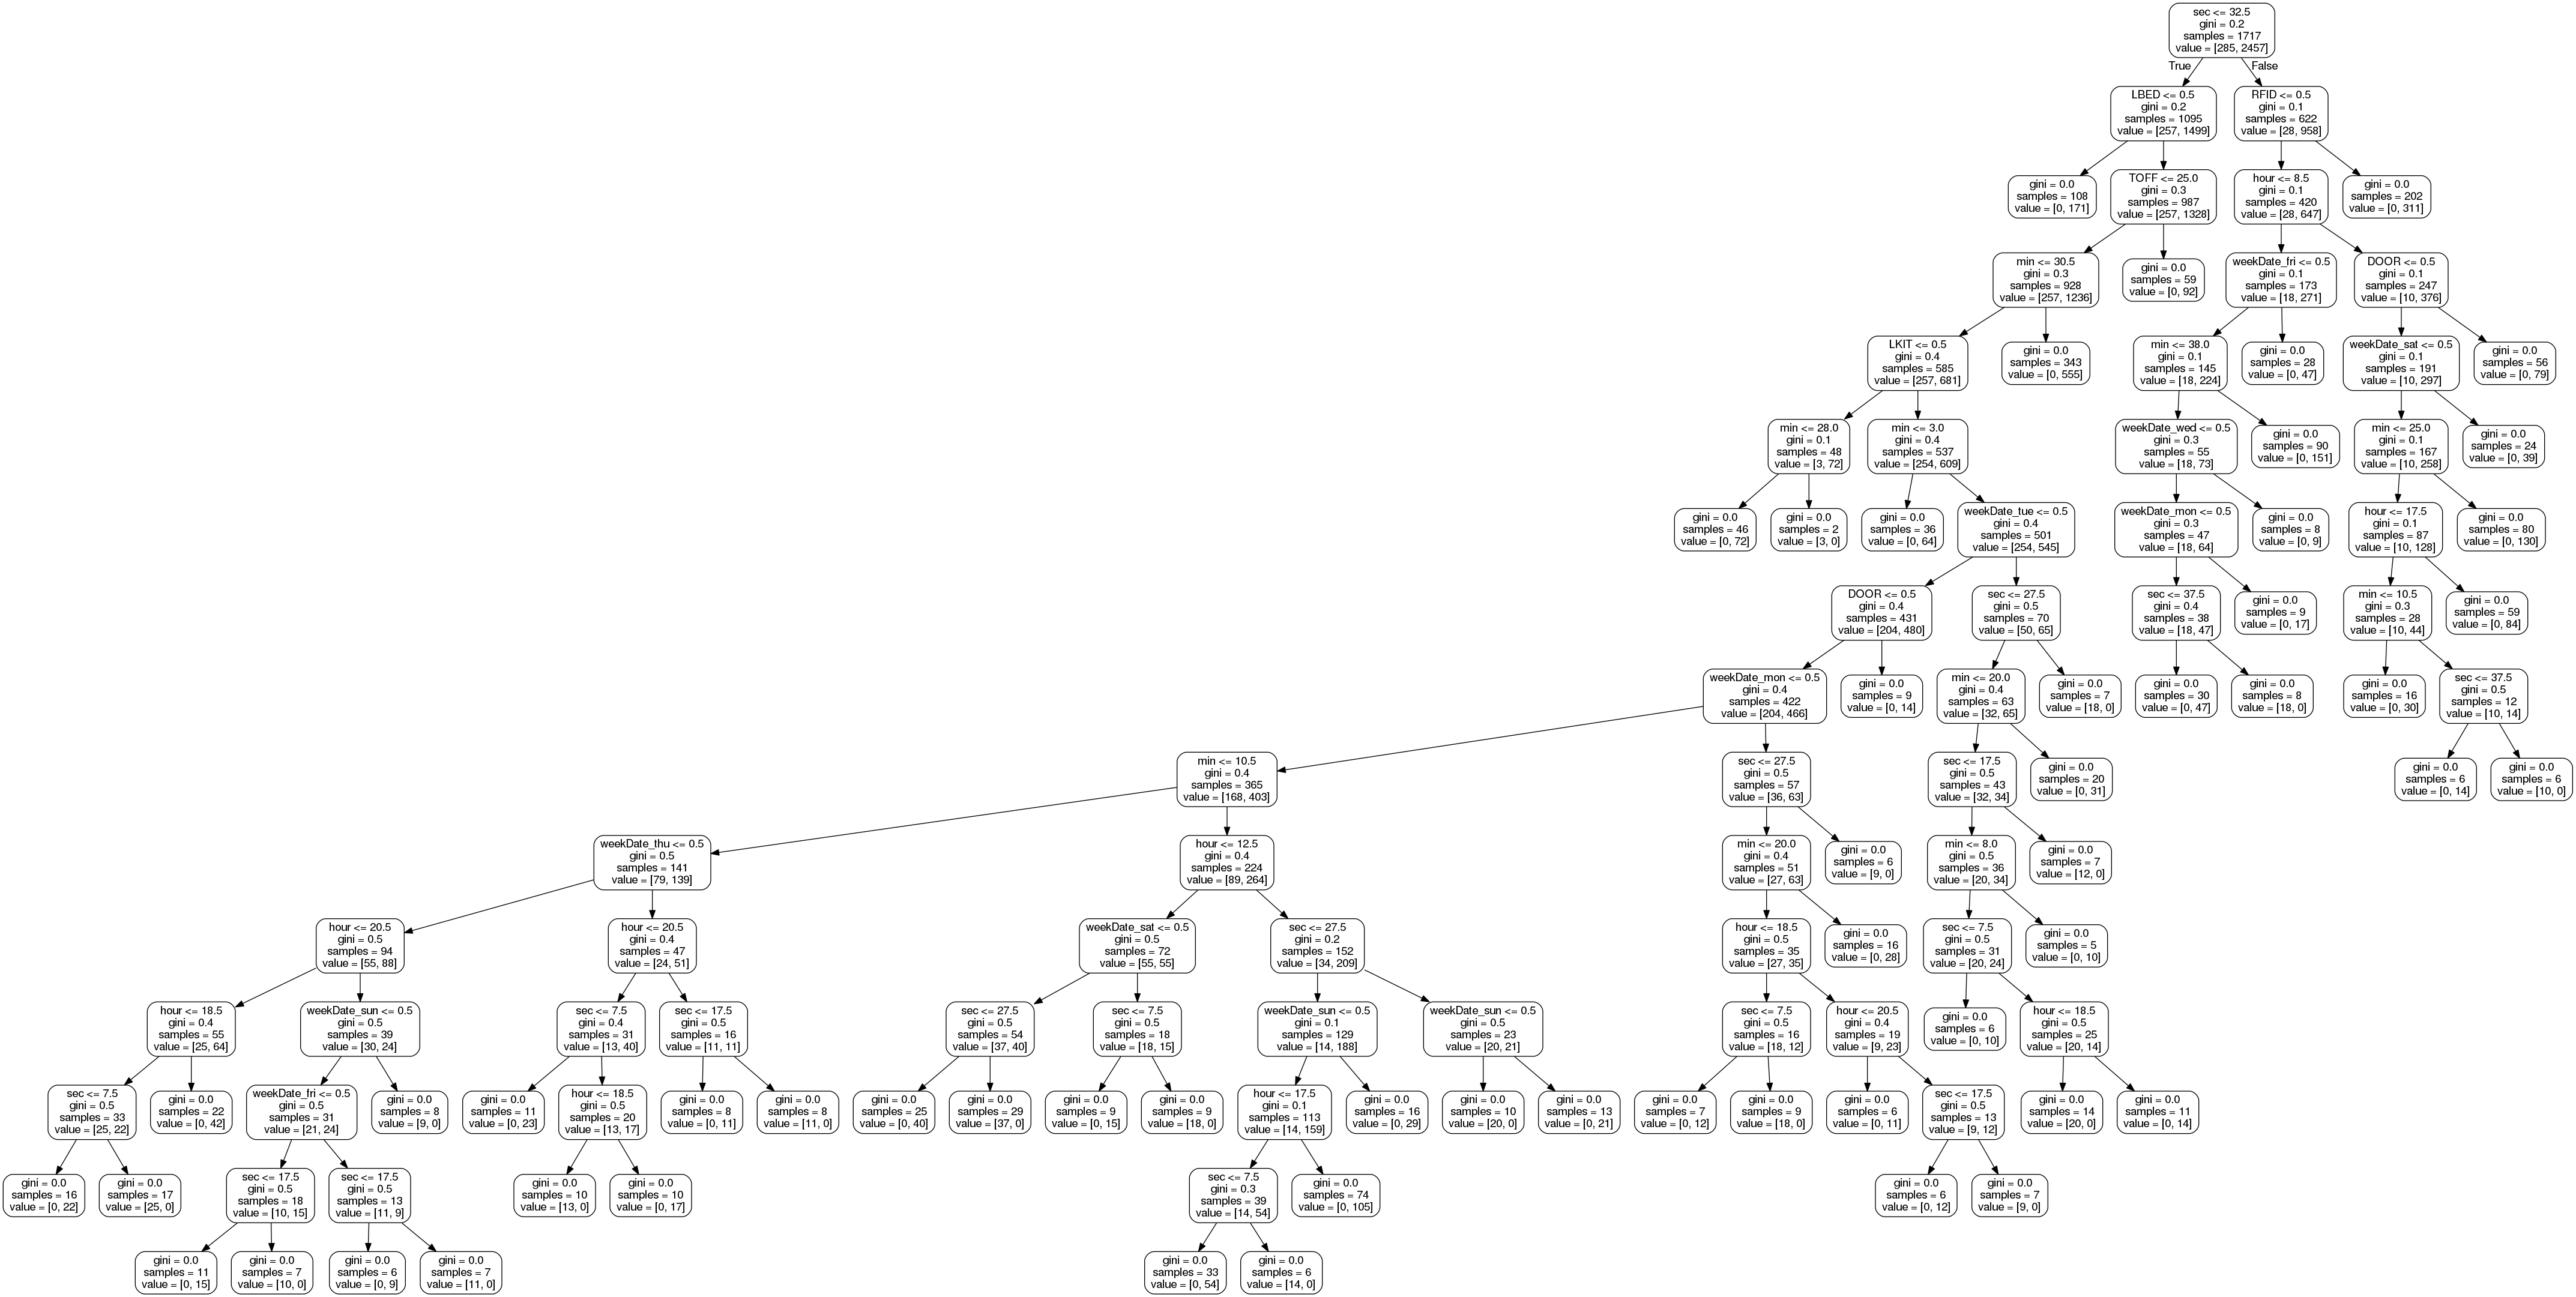 sec <= 32.5
gini = 0.2
samples = 1717
value = [285, 2457]
True
False
LBED <= 0.5
gini = 0.2
samples = 1095
value = [257, 1499]
RFID <= 0.5
gini = 0.1
samples = 622
value = [28, 958]
gini = 0.0
samples = 108
value = [0, 171]
TOFF <= 25.0
gini = 0.3
samples = 987
value = [257, 1328]
hour <= 8.5
gini = 0.1
samples = 420
value = [28, 647]
gini = 0.0
samples = 202
value = [0, 311]
min <= 30.5
gini = 0.3
samples = 928
value = [257, 1236]
gini = 0.0
samples = 59
value = [0, 92]
weekDate_fri <= 0.5
gini = 0.1
samples = 173
value = [18, 271]
DOOR <= 0.5
gini = 0.1
samples = 247
value = [10, 376]
LKIT <= 0.5
gini = 0.4
samples = 585
value = [257, 681]
gini = 0.0
samples = 343
value = [0, 555]
min <= 38.0
gini = 0.1
samples = 145
value = [18, 224]
gini = 0.0
samples = 28
value = [0, 47]
weekDate_sat <= 0.5
gini = 0.1
samples = 191
value = [10, 297]
gini = 0.0
samples = 56
value = [0, 79]
min <= 28.0
gini = 0.1
samples = 48
value = [3, 72]
min <= 3.0
gini = 0.4
samples = 537
value = [254, 609]
weekDate_wed <= 0.5
gini = 0.3
samples = 55
value = [18, 73]
gini = 0.0
samples = 90
value = [0, 151]
min <= 25.0
gini = 0.1
samples = 167
value = [10, 258]
gini = 0.0
samples = 24
value = [0, 39]
gini = 0.0
samples = 46
value = [0, 72]
gini = 0.0
samples = 2
value = [3, 0]
gini = 0.0
samples = 36
value = [0, 64]
weekDate_tue <= 0.5
gini = 0.4
samples = 501
value = [254, 545]
weekDate_mon <= 0.5
gini = 0.3
samples = 47
value = [18, 64]
gini = 0.0
samples = 8
value = [0, 9]
hour <= 17.5
gini = 0.1
samples = 87
value = [10, 128]
gini = 0.0
samples = 80
value = [0, 130]
DOOR <= 0.5
gini = 0.4
samples = 431
value = [204, 480]
sec <= 27.5
gini = 0.5
samples = 70
value = [50, 65]
sec <= 37.5
gini = 0.4
samples = 38
value = [18, 47]
gini = 0.0
samples = 9
value = [0, 17]
min <= 10.5
gini = 0.3
samples = 28
value = [10, 44]
gini = 0.0
samples = 59
value = [0, 84]
weekDate_mon <= 0.5
gini = 0.4
samples = 422
value = [204, 466]
gini = 0.0
samples = 9
value = [0, 14]
min <= 20.0
gini = 0.4
samples = 63
value = [32, 65]
gini = 0.0
samples = 7
value = [18, 0]
gini = 0.0
samples = 30
value = [0, 47]
gini = 0.0
samples = 8
value = [18, 0]
gini = 0.0
samples = 16
value = [0, 30]
sec <= 37.5
gini = 0.5
samples = 12
value = [10, 14]
min <= 10.5
gini = 0.4
samples = 365
value = [168, 403]
sec <= 27.5
gini = 0.5
samples = 57
value = [36, 63]
sec <= 17.5
gini = 0.5
samples = 43
value = [32, 34]
gini = 0.0
samples = 20
value = [0, 31]
gini = 0.0
samples = 6
value = [0, 14]
gini = 0.0
samples = 6
value = [10, 0]
weekDate_thu <= 0.5
gini = 0.5
samples = 141
value = [79, 139]
hour <= 12.5
gini = 0.4
samples = 224
value = [89, 264]
min <= 20.0
gini = 0.4
samples = 51
value = [27, 63]
gini = 0.0
samples = 6
value = [9, 0]
min <= 8.0
gini = 0.5
samples = 36
value = [20, 34]
gini = 0.0
samples = 7
value = [12, 0]
hour <= 20.5
gini = 0.5
samples = 94
value = [55, 88]
hour <= 20.5
gini = 0.4
samples = 47
value = [24, 51]
weekDate_sat <= 0.5
gini = 0.5
samples = 72
value = [55, 55]
sec <= 27.5
gini = 0.2
samples = 152
value = [34, 209]
hour <= 18.5
gini = 0.5
samples = 35
value = [27, 35]
gini = 0.0
samples = 16
value = [0, 28]
sec <= 7.5
gini = 0.5
samples = 31
value = [20, 24]
gini = 0.0
samples = 5
value = [0, 10]
hour <= 18.5
gini = 0.4
samples = 55
value = [25, 64]
weekDate_sun <= 0.5
gini = 0.5
samples = 39
value = [30, 24]
sec <= 7.5
gini = 0.4
samples = 31
value = [13, 40]
sec <= 17.5
gini = 0.5
samples = 16
value = [11, 11]
sec <= 27.5
gini = 0.5
samples = 54
value = [37, 40]
sec <= 7.5
gini = 0.5
samples = 18
value = [18, 15]
weekDate_sun <= 0.5
gini = 0.1
samples = 129
value = [14, 188]
weekDate_sun <= 0.5
gini = 0.5
samples = 23
value = [20, 21]
sec <= 7.5
gini = 0.5
samples = 16
value = [18, 12]
hour <= 20.5
gini = 0.4
samples = 19
value = [9, 23]
gini = 0.0
samples = 6
value = [0, 10]
hour <= 18.5
gini = 0.5
samples = 25
value = [20, 14]
sec <= 7.5
gini = 0.5
samples = 33
value = [25, 22]
gini = 0.0
samples = 22
value = [0, 42]
weekDate_fri <= 0.5
gini = 0.5
samples = 31
value = [21, 24]
gini = 0.0
samples = 8
value = [9, 0]
gini = 0.0
samples = 11
value = [0, 23]
hour <= 18.5
gini = 0.5
samples = 20
value = [13, 17]
gini = 0.0
samples = 8
value = [0, 11]
gini = 0.0
samples = 8
value = [11, 0]
gini = 0.0
samples = 25
value = [0, 40]
gini = 0.0
samples = 29
value = [37, 0]
gini = 0.0
samples = 9
value = [0, 15]
gini = 0.0
samples = 9
value = [18, 0]
hour <= 17.5
gini = 0.1
samples = 113
value = [14, 159]
gini = 0.0
samples = 16
value = [0, 29]
gini = 0.0
samples = 10
value = [20, 0]
gini = 0.0
samples = 13
value = [0, 21]
gini = 0.0
samples = 7
value = [0, 12]
gini = 0.0
samples = 9
value = [18, 0]
gini = 0.0
samples = 6
value = [0, 11]
sec <= 17.5
gini = 0.5
samples = 13
value = [9, 12]
gini = 0.0
samples = 14
value = [20, 0]
gini = 0.0
samples = 11
value = [0, 14]
gini = 0.0
samples = 16
value = [0, 22]
gini = 0.0
samples = 17
value = [25, 0]
sec <= 17.5
gini = 0.5
samples = 18
value = [10, 15]
sec <= 17.5
gini = 0.5
samples = 13
value = [11, 9]
gini = 0.0
samples = 10
value = [13, 0]
gini = 0.0
samples = 10
value = [0, 17]
sec <= 7.5
gini = 0.3
samples = 39
value = [14, 54]
gini = 0.0
samples = 74
value = [0, 105]
gini = 0.0
samples = 6
value = [0, 12]
gini = 0.0
samples = 7
value = [9, 0]
gini = 0.0
samples = 11
value = [0, 15]
gini = 0.0
samples = 7
value = [10, 0]
gini = 0.0
samples = 6
value = [0, 9]
gini = 0.0
samples = 7
value = [11, 0]
gini = 0.0
samples = 33
value = [0, 54]
gini = 0.0
samples = 6
value = [14, 0]